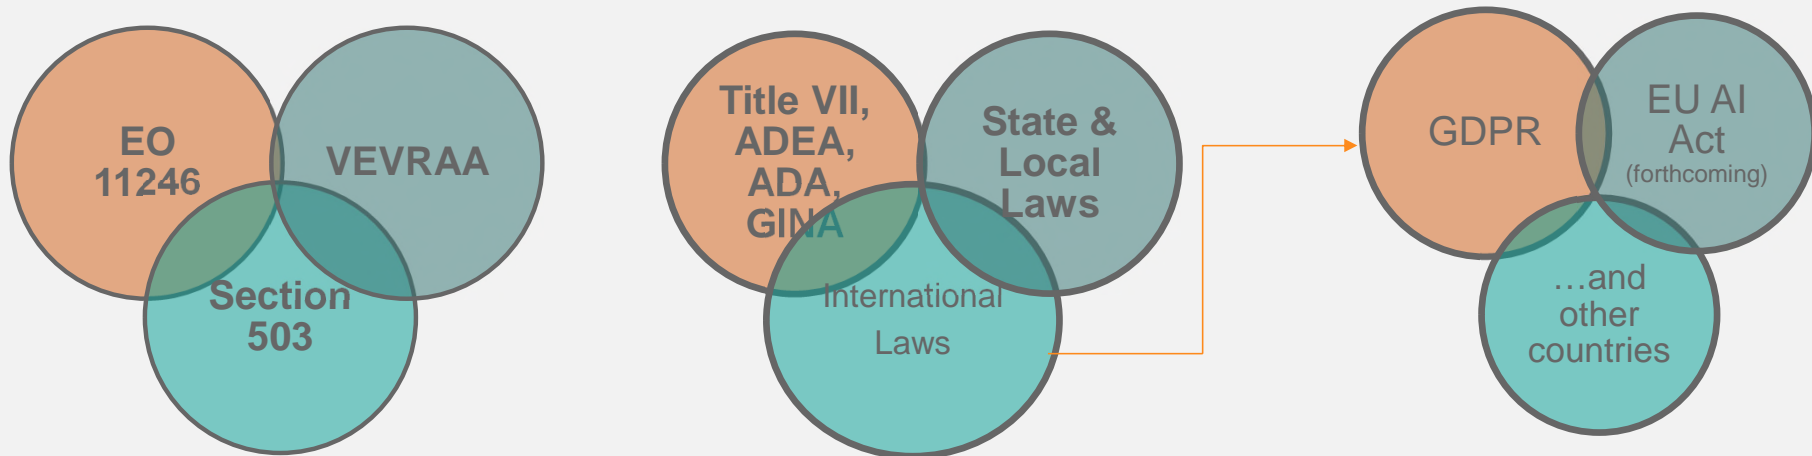 EO
11246
VEVRAA
Section
503
Title VII,
ADEA,
ADA,
GINA
State &
Local
Laws
International
Laws
GDPR
EU AI
Act
(forthcoming)
…and
other
countries